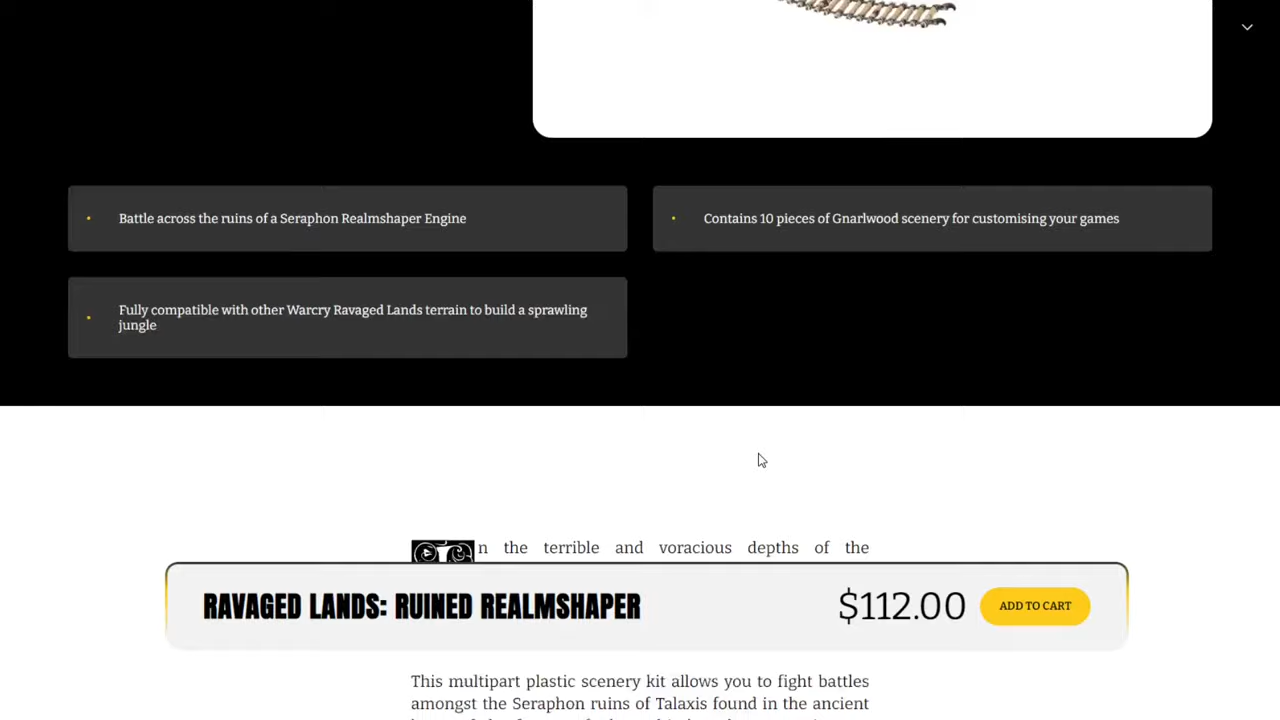 Battle across the ruins of a Seraphon Realmshaper Engine
Contains 10 pieces of Gnarlwood scenery for customising your games
Fully compatible with other Warcry Ravaged Lands terrain to build a sprawling
jungle
n the terrible and voracious depths of the
RAVAGED LANDS: RUINED REALMSHAPER
$112.00
ADD TO CART
This multipart plastic scenery kit allows you to fight battles
amongst the Seraphon ruins of Talaxis found in the ancient